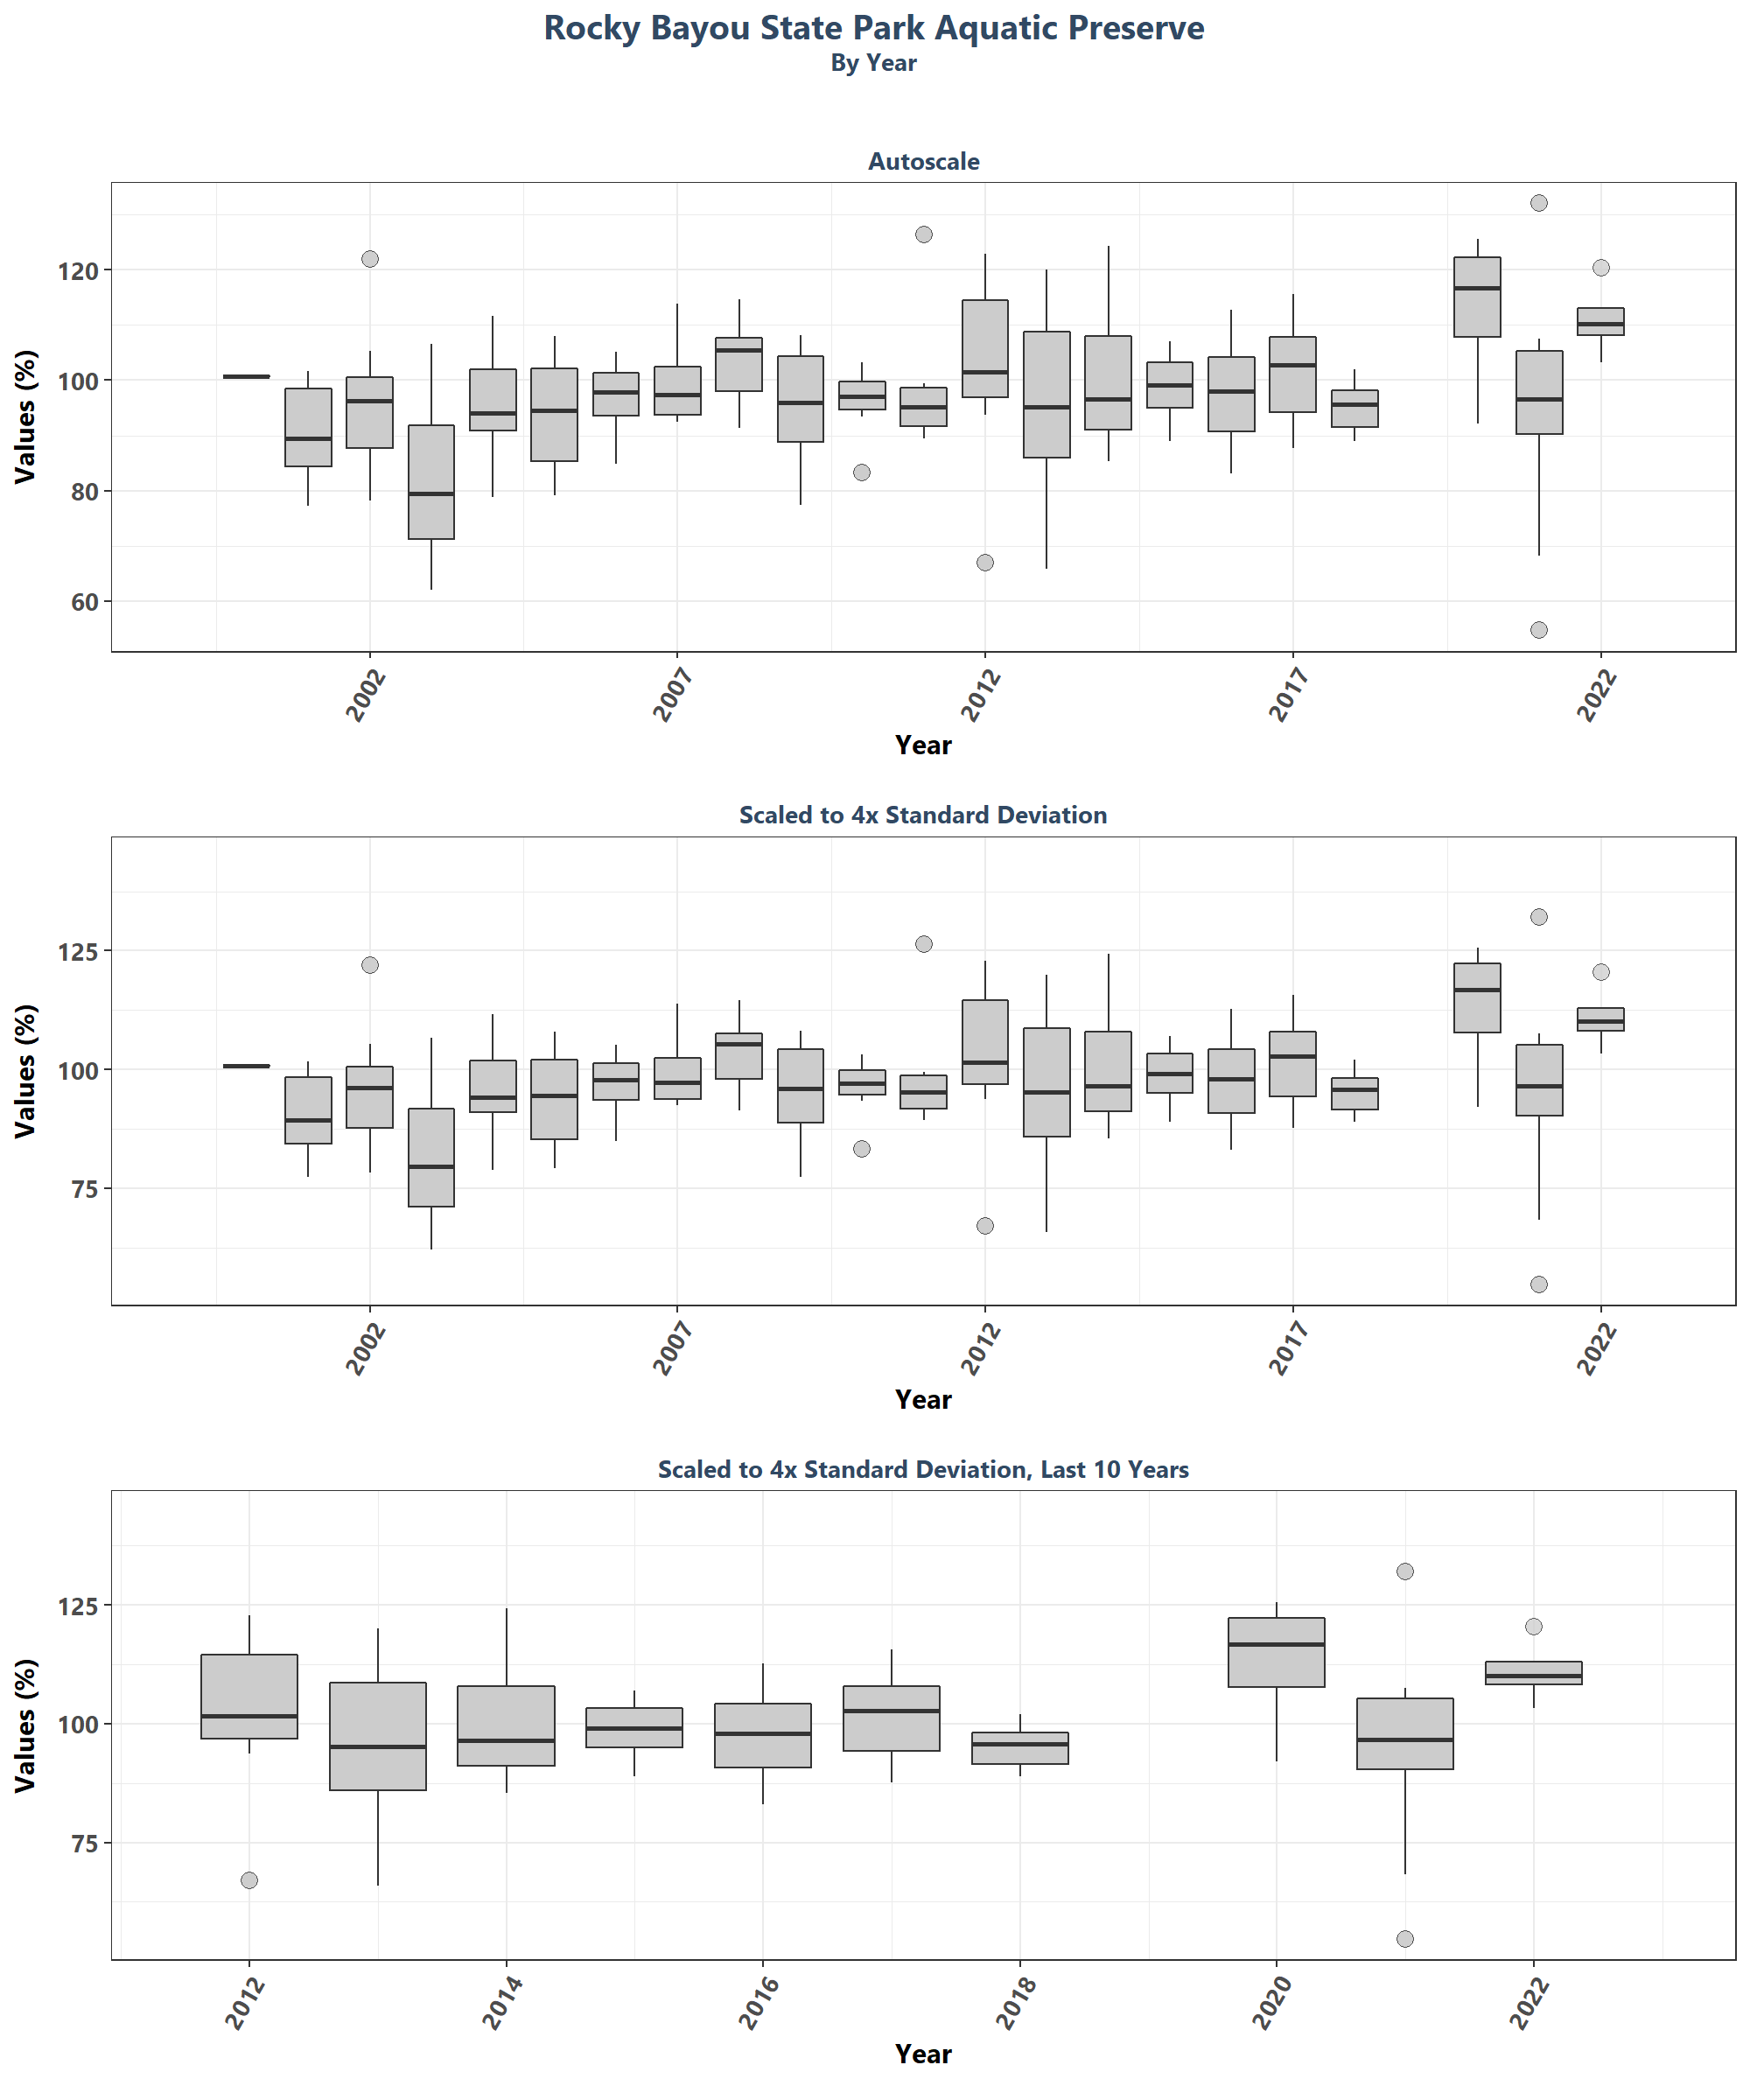 Rocky Bayou State Park Aquatic Preserve
By Year
Autoscale
Values (%)
120
100
80
60
2002
2007
2012
2017
2022
Year
Scaled to 4x Standard Deviation
Values (%)
125
100
75
2002
2007
2012
2017
2022
Year
Scaled to 4x Standard Deviation, Last 10 Years
Values (%)
125
100
75
2012
2014
2016
2018
2020
2022
Year